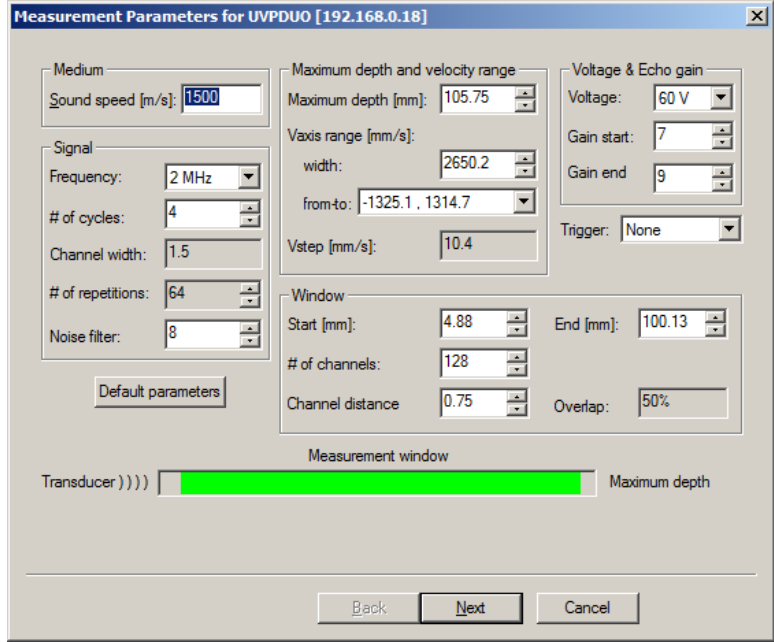 Measurement Parameters for UVPDUO [192.168.0.18]
Medium
Sound speed [m/s]: 1500
Signal
Frequency: 2 MHz
# of cycles: 4
Channel width: 1.5
# of repetitions: 64
Noise filter: 8
Default parameters
Maximum depth and velocity range
Maximum depth [mm]: 105.75
Vaxis range [mm/s]:
width: 2650.2
from-to: -1325.1 , 1314.7
Vstep [mm/s]: 10.4
Voltage & Echo gain
Voltage: 60 V
Gain start: 7
Gain end 9
Trigger: None
Window
Start [mm]: 4.88 End [mm]: 100.13
# of channels: 128
Channel distance 0.75 Overlap: 50%
Measurement window
Transducer ) ) ) ) Maximum depth
Back Next Cancel